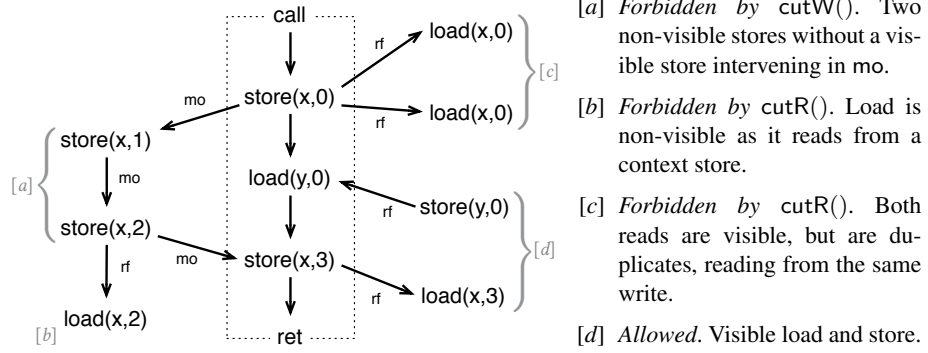 call
rf
load(x,0)
[c]
mo
store(x,0)
rf
load(x,0)
store(x,1)
[a]
mo
load(y,0)
rf
store(y,0)
store(x,2)
[d]
rf
mo
store(x,3)
rf
load(x,3)
load(x,2)
[b]
ret
[a] Forbidden by cutW(). Two
non-visible stores without a vis-
ible store intervening in mo.
[b] Forbidden by cutR(). Load is
non-visible as it reads from a
context store.
[c] Forbidden by cutR(). Both
reads are visible, but are du-
plicates, reading from the same
write.
[d] Allowed. Visible load and store.